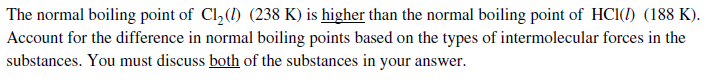 The normal boiling point of Cl₂(l) (238 K) is higher than the normal boiling point of HCl(l) (188 K).
Account for the difference in normal boiling points based on the types of intermolecular forces in the
substances. You must discuss both of the substances in your answer.